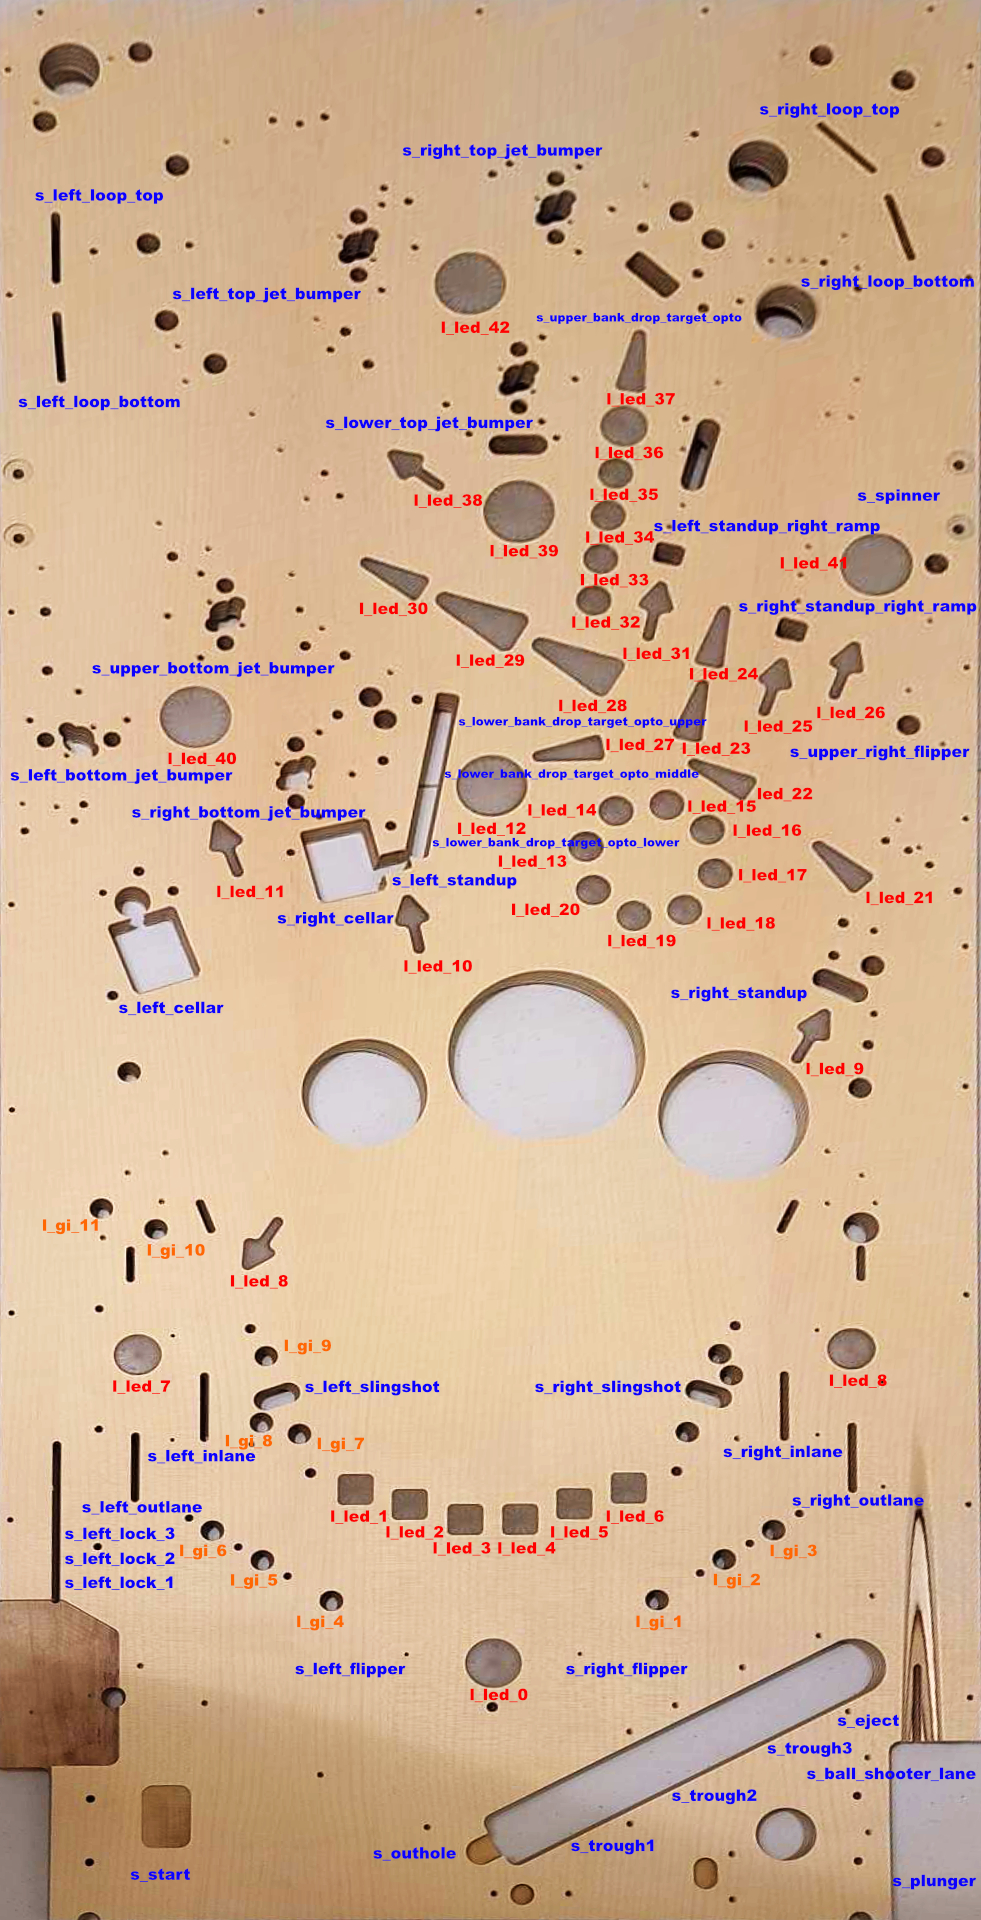 s_right_loop_top
s_right_top_jet_bumper
s_left_loop_top
s_right_loop_bottom
s_left_top_jet_bumper
s_upper_bank_drop_target_opto
l_led_42
l_led_37
s_left_loop_bottom
s_lower_top_jet_bumper
l_led_36
l_led_35
s_spinner
l_led_38
s_left_standup_right_ramp
l_led_34
l_led_39
l_led_41
l_led_33
l_led_30
s_right_standup_right_ramp
l_led_32
l_led_31
l_led_29
s_upper_bottom_jet_bumper
l_led_24
l_led_28
l_led_26
s_lower_bank_drop_target_opto_upper
l_led_25
l_led_27
l_led_23
s_upper_right_flipper
l_led_40
s_left_bottom_jet_bumper
s_lower_bank_drop_target_opto_middle
led_22
l_led_15
l_led_14
s_right_bottom_jet_bumper
l_led_12
l_led_16
s_lower_bank_drop_target_opto_lower
l_led_13
l_led_17
s_left_standup
l_led_11
l_led_21
l_led_20
s_right_cellar
l_led_18
l_led_19
l_led_10
s_right_standup
s_left_cellar
l_led_9
l_gi_11
l_gi_10
l_led_8
l_gi_9
l_led_8
l_led_7
s_left_slingshot
s_right_slingshot
l_gi_8
l_gi_7
s_right_inlane
s_left_inlane
s_right_outlane
s_left_outlane
l_led_1
l_led_6
l_led_2
l_led_5
s_left_lock_3
l_led_3
l_led_4
l_gi_6
l_gi_3
s_left_lock_2
l_gi_5
l_gi_2
s_left_lock_1
l_gi_4
l_gi_1
s_left_flipper
s_right_flipper
l_led_0
s_eject
s_trough3
s_ball_shooter_lane
s_trough2
s_trough1
s_outhole
s_start
s_plunger